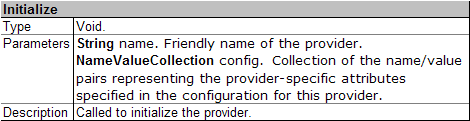 Initialize
Type Void.
Parameters String name. Friendly name of the provider.
NameValueCollection config. Collection of the name/value
pairs representing the provider-specific attributes
specified in the configuration for this provider.
Description Called to initialize the provider.